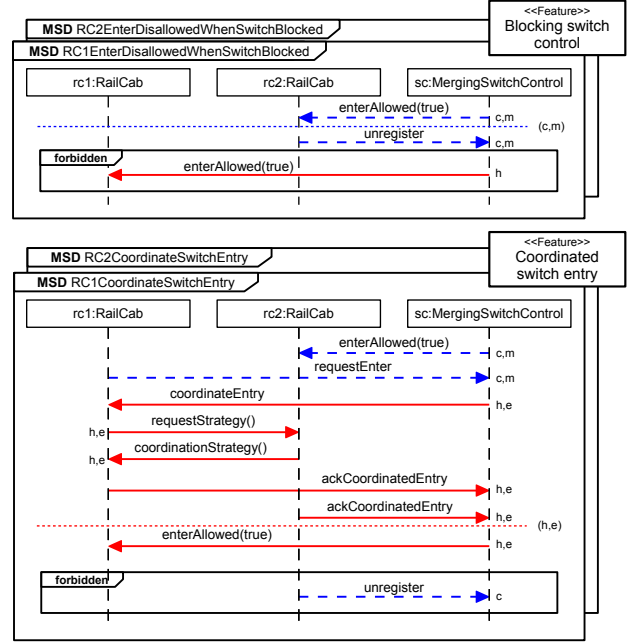 <<Feature>>
Blocking switch
control
MSD RC2EnterDisallowedWhenSwitchBlocked
MSD RC1EnterDisallowedWhenSwitchBlocked
rc1:RailCab
rc2:RailCab
sc:MergingSwitchControl
enterAllowed(true)
c,m
(c,m)
unregister
c,m
forbidden
enterAllowed(true)
h
<<Feature>>
Coordinated
switch entry
MSD RC2CoordinateSwitchEntry
MSD RC1CoordinateSwitchEntry
rc1:RailCab
rc2:RailCab
sc:MergingSwitchControl
enterAllowed(true)
c,m
requestEnter
c,m
coordinateEntry
h,e
requestStrategy()
h,e
coordinationStrategy()
h,e
ackCoordinatedEntry
h,e
ackCoordinatedEntry
h,e
(h,e)
enterAllowed(true)
h,e
forbidden
unregister
c